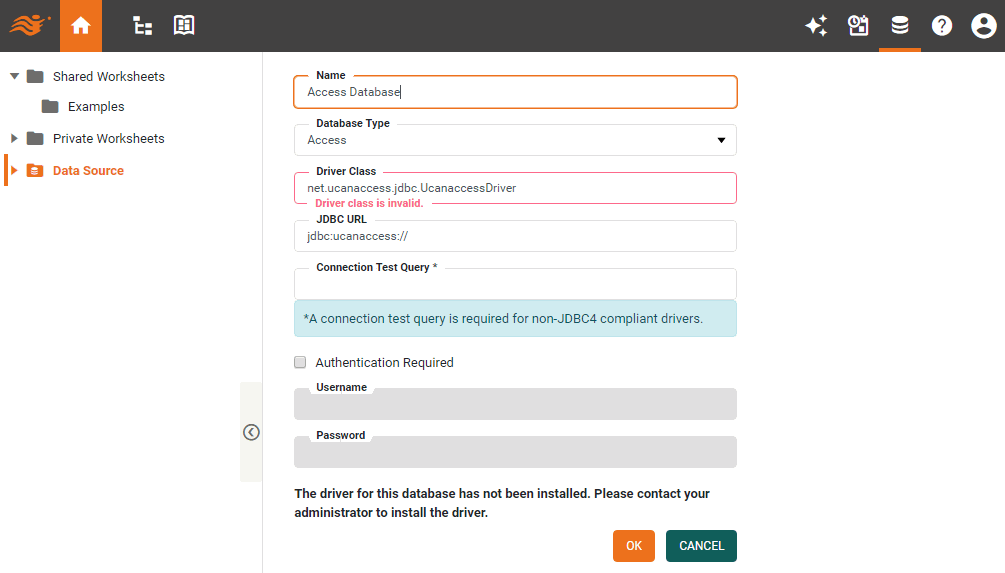 Shared Worksheets
Examples
Private Worksheets
Data Source
Name
Access Database
Database Type
Access
Driver Class
net.ucanaccess.jdbc.UcanaccessDriver
Driver class is invalid.
JDBC URL
jdbc:ucanaccess://
Connection Test Query *
*A connection test query is required for non-JDBC4 compliant drivers.
Authentication Required
Username
Password
The driver for this database has not been installed. Please contact your
administrator to install the driver.
OK CANCEL